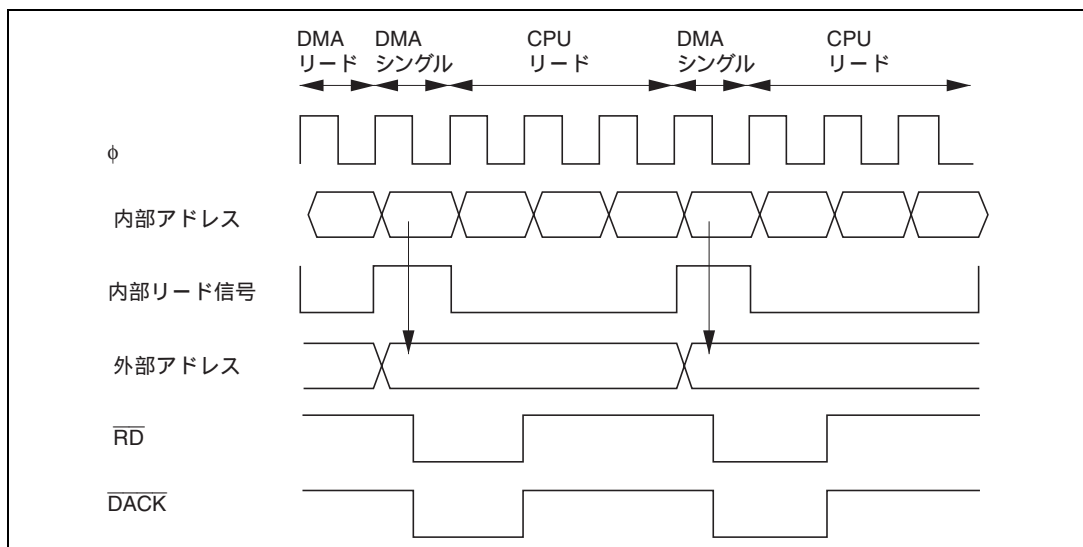 DMA DMA CPU DMA CPU
リード シングル リード シングル リード
φ
内部アドレス
内部リード信号
外部アドレス
RD
DACK